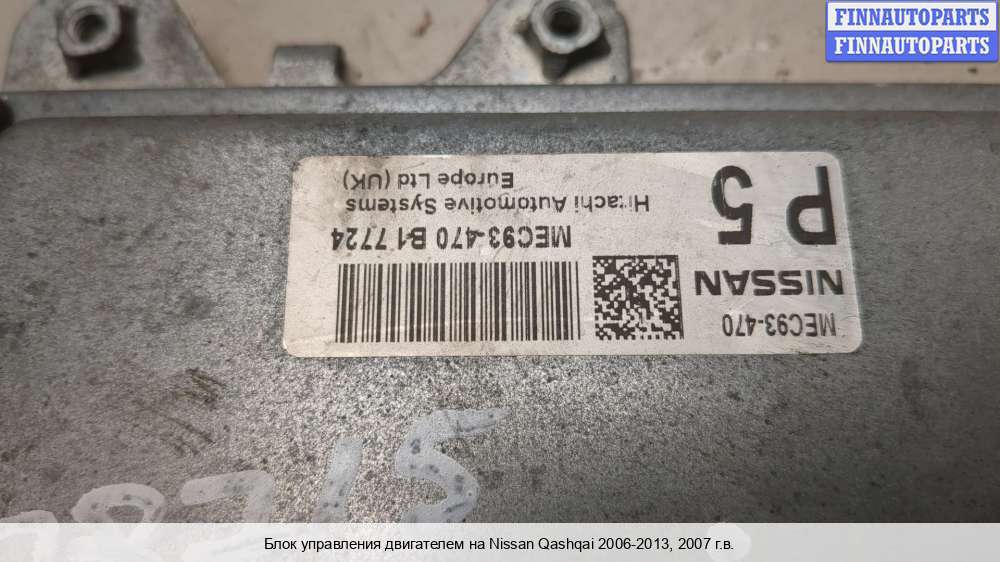 FINNAUTOPARTS
FINNAUTOPARTS
MEC93-470
NISSAN
P5
MEC93-470 B1 7724
Hitachi Automotive Systems
Europe Ltd (UK)
Блок управления двигателем на Nissan Qashqai 2006-2013, 2007 г.в.